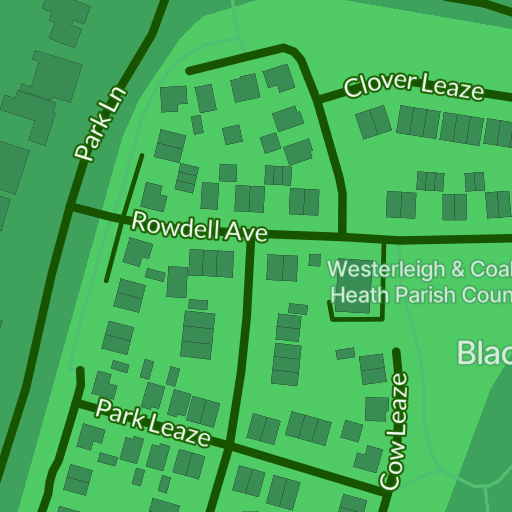 Clover Leaze
Park Ln
Rowdell Ave
Westerleigh & Coal
Heath Parish Coun
Blac
Cow Leaze
Park Leaze